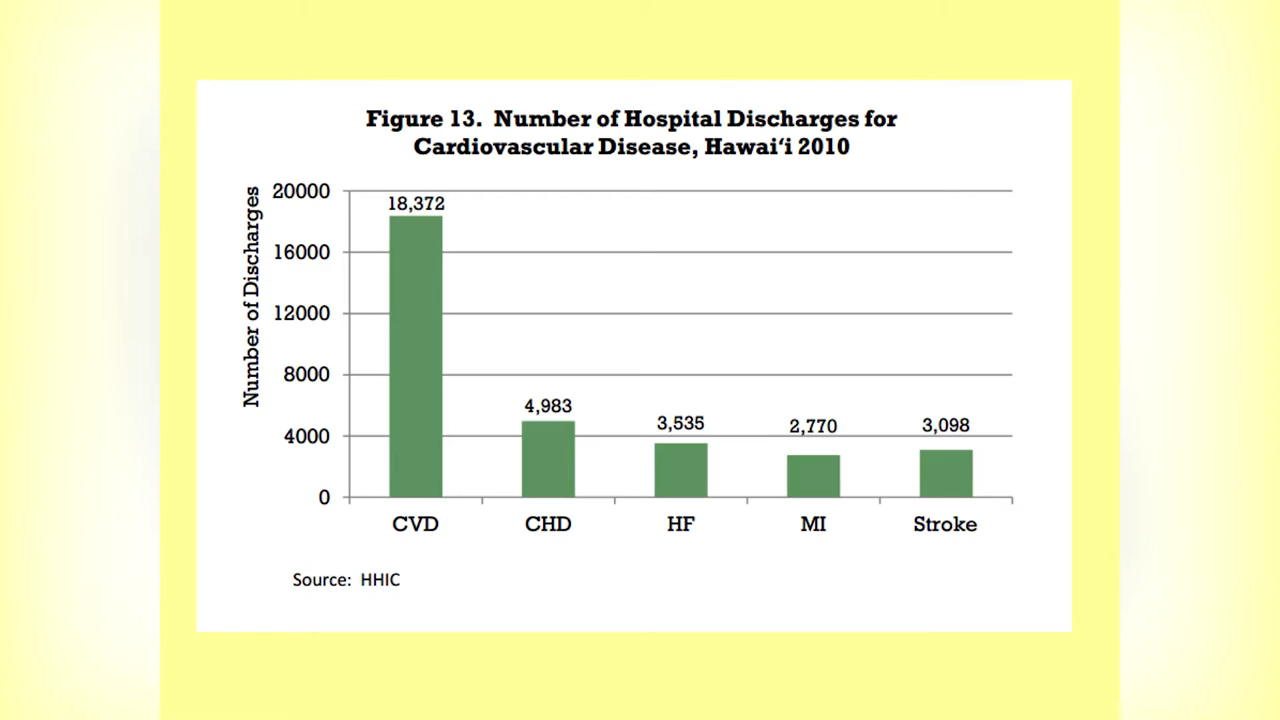 Figure 13.  Number of Hospital Discharges for
Cardiovascular Disease, Hawai‘i 2010
Number of Discharges
20000
16000
12000
8000
4000
0
18,372
4,983
3,535
2,770
3,098
CVD
CHD
HF
MI
Stroke
Source:  HHIC